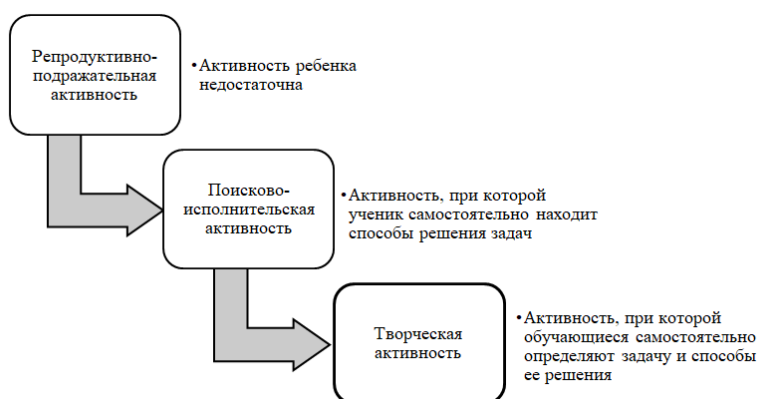 Репродуктивно-
подражательная
активность
•Активность ребенка
недостаточна
Поисково-
исполнительская
активность
•Активность, при которой
ученик самостоятельно находит
способы решения задач
Творческая
активность
•Активность, при которой
обучающиеся самостоятельно
определяют задачу и способы
ее решения